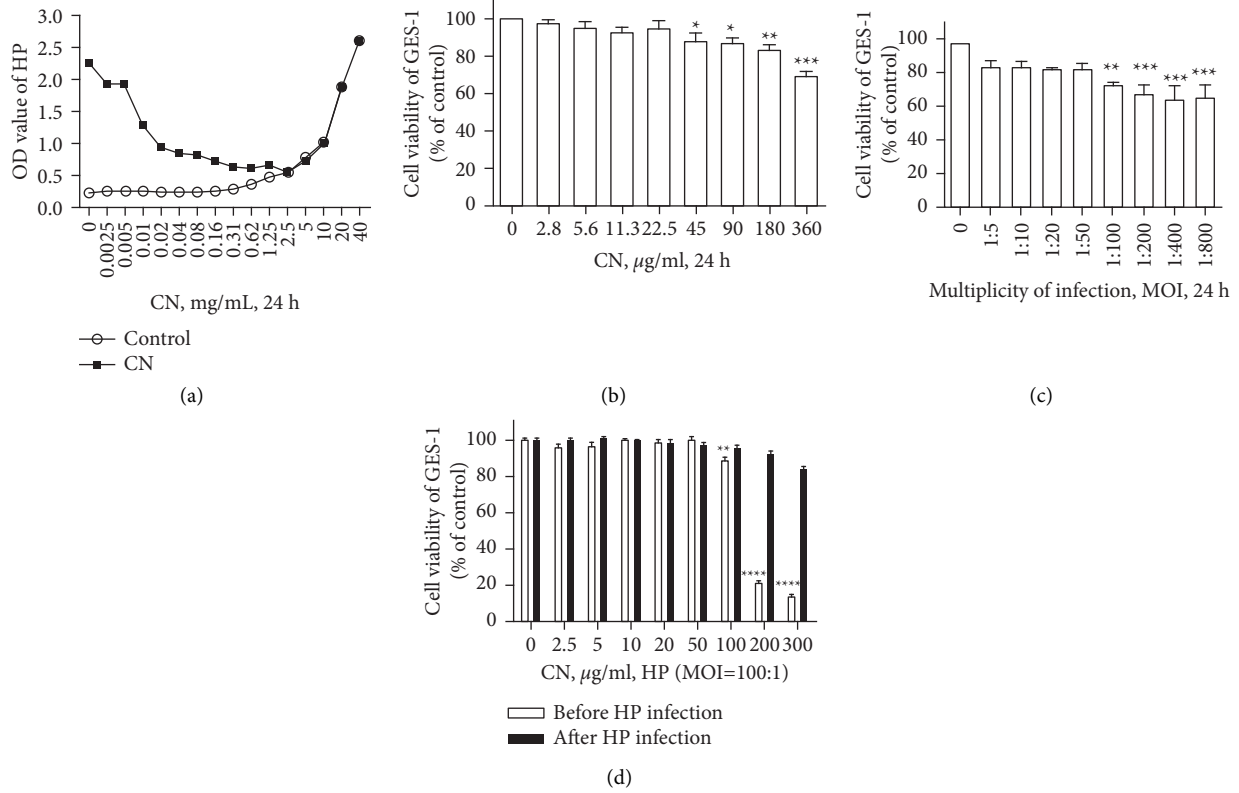 OD value of HP
3.0
2.5
2.0
1.5
1.0
0.5
0.0
0 0.0025 0.005 0.01 0.02 0.04 0.08 0.16 0.31 0.62 1.25 2.5 5 10 20 40
CN, mg/mL, 24 h
Control
CN
(a)
Cell viability of GES-1
(% of control)
100
80
60
40
20
0
* * ** ***
0 2.8 5.6 11.3 22.5 45 90 180 360
CN, μg/ml, 24 h
(b)
Cell viability of GES-1
(% of control)
100
80
60
40
20
0
** *** *** ***
0 1:5 1:10 1:20 1:50 1:100 1:200 1:400 1:800
Multiplicity of infection, MOI, 24 h
(c)
Cell viability of GES-1
(% of control)
100
80
60
40
20
0
** **** ****
0 2.5 5 10 20 50 100 200 300
CN, μg/ml, HP (MOI=100:1)
Before HP infection
After HP infection
(d)